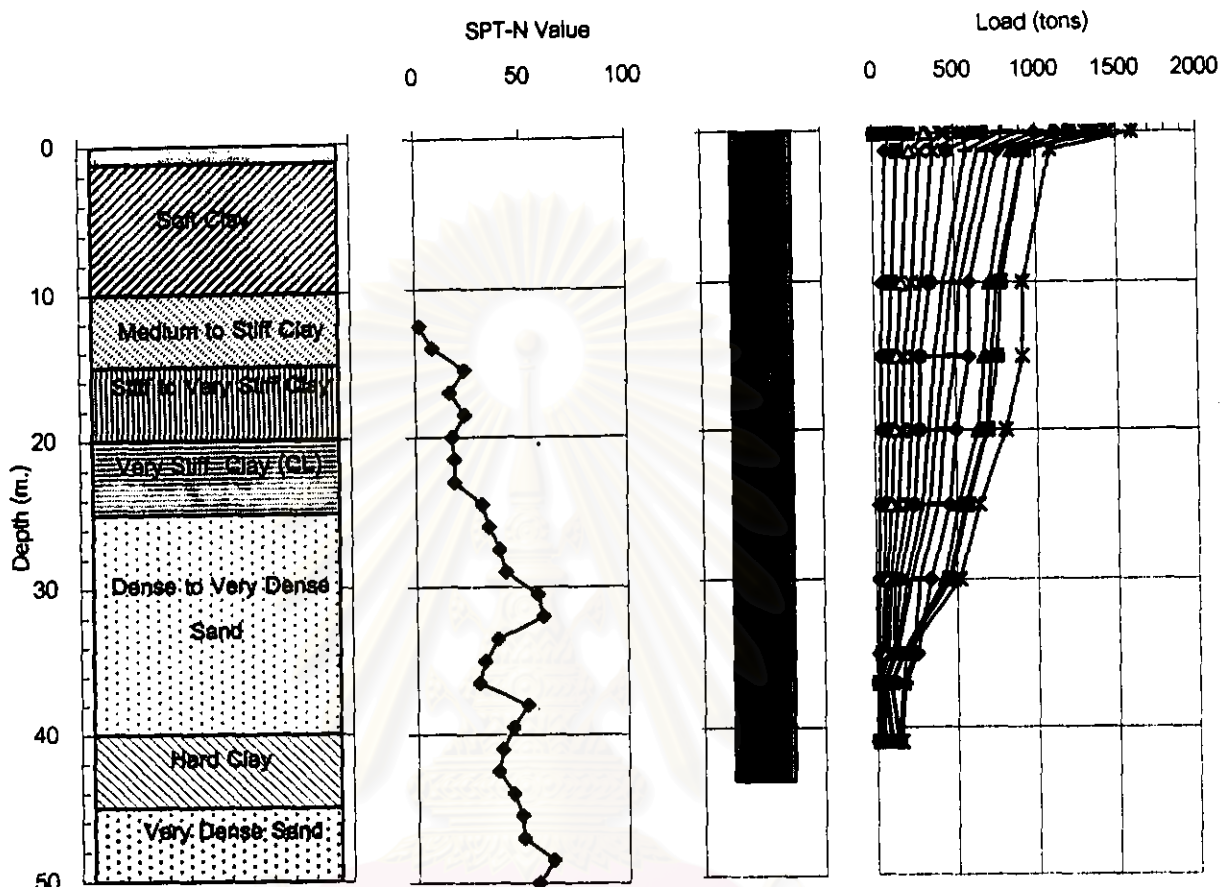 SPT-N Value
0 50 100
Load (tons)
0 500 1000 1500 2000
Depth (m.)
0
10
20
30
40
50
Soft Clay
Medium to Stiff Clay
Stiff to Very Stiff Clay
Very Stiff Clay (CL)
Dense to Very Dense
Sand
Hard Clay
Very Dense Sand